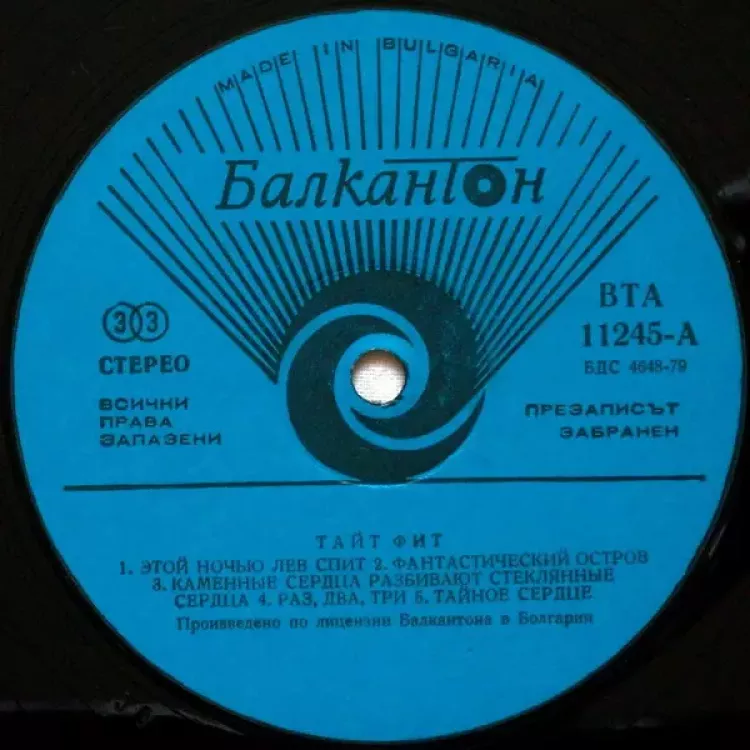 MADE IN BULGARIA
Балкантон
33
СТЕРЕО
ВСИЧКИ
ПРАВА
ЗАПАЗЕНИ
ВТА
11245-А
БДС 4648-79
ПРЕЗАПИСЪТ
ЗАБРАНЕН
ТАЙТ ФИТ
1. ЭТОЙ НОЧЬЮ ЛЕВ СПИТ 2. ФАНТАСТИЧЕСКИЙ ОСТРОВ
3. КАМЕННЫЕ СЕРДЦА РАЗБИВАЮТ СТЕКЛЯННЫЕ
СЕРДЦА 4. РАЗ, ДВА, ТРИ 5. ТАЙНОЕ СЕРДЦЕ
Произведено по лицензии Балкантона в Болгарии